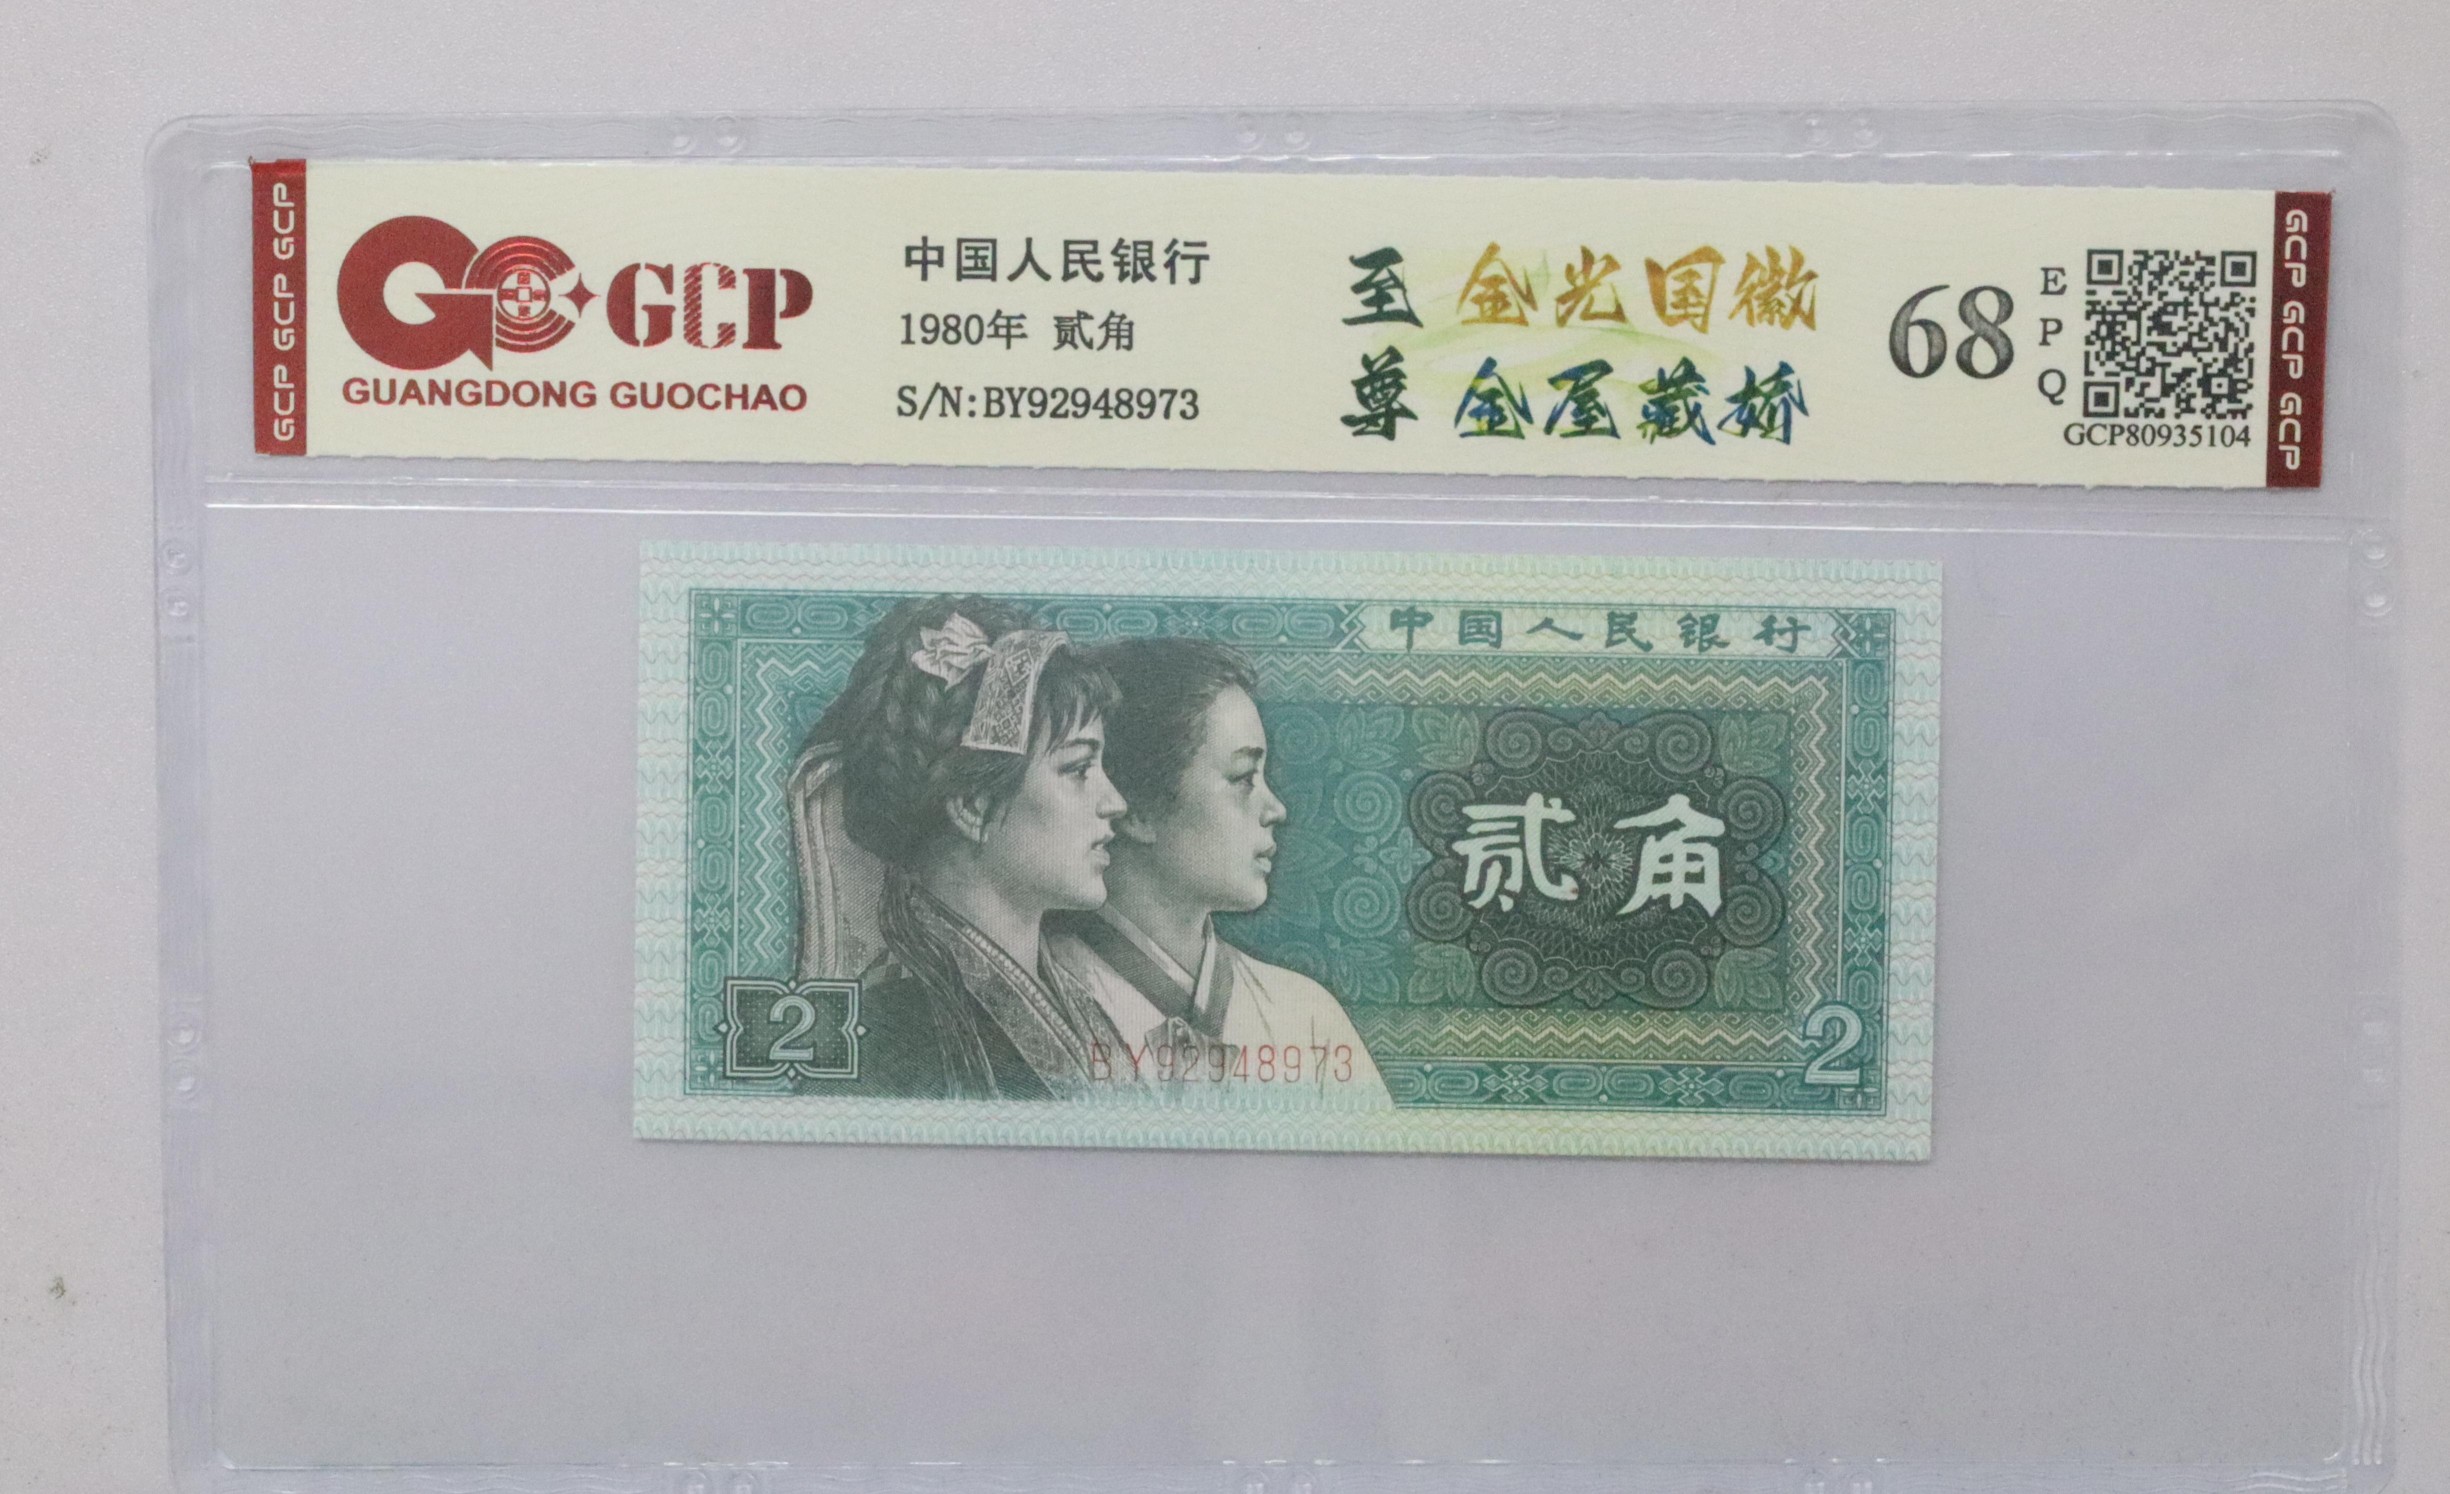 GCP GCP GCP
GCP
GUANGDONG GUOCHAO
中国人民银行
1980年 贰角
S/N:BY92948973
至尊
金光国徽
金屋藏娇
68
EPQ
GCP80935104
GCP GCP GCP
中国人民银行
贰角
2
BY92948973
2